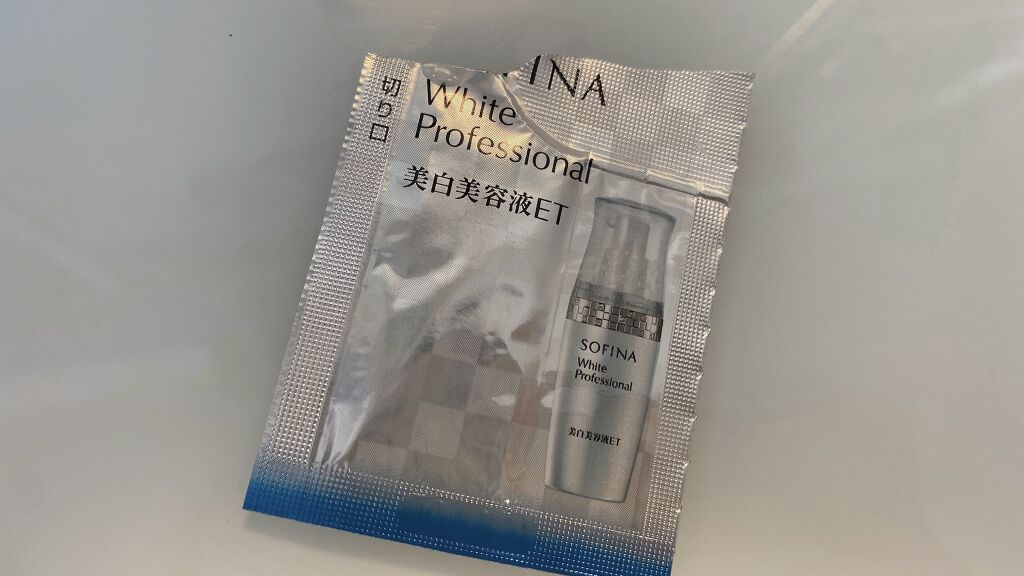 切り口
FINA
White
Professional
美白美容液ET
SOFINA
White
Professional
美白美容液ET